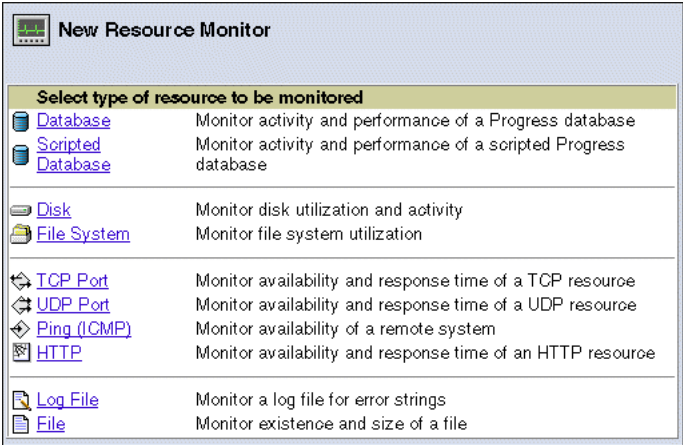 New Resource Monitor
Select type of resource to be monitored
Database Monitor activity and performance of a Progress database
Scripted Database Monitor activity and performance of a scripted Progress database
Disk Monitor disk utilization and activity
File System Monitor file system utilization
TCP Port Monitor availability and response time of a TCP resource
UDP Port Monitor availability and response time of a UDP resource
Ping (ICMP) Monitor availability of a remote system
HTTP Monitor availability and response time of an HTTP resource
Log File Monitor a log file for error strings
File Monitor existence and size of a file